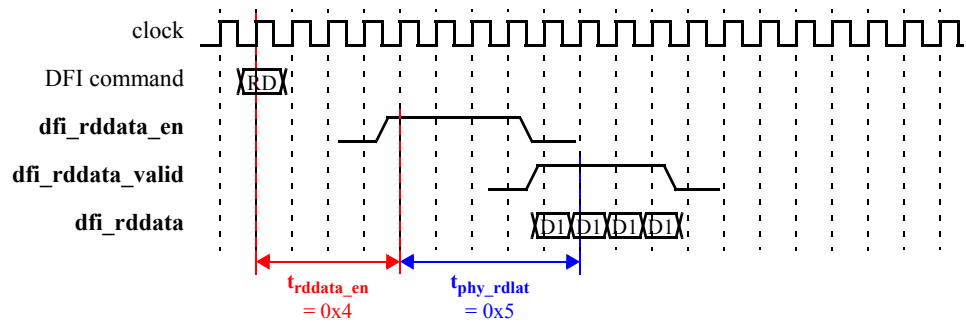 clock
DFI command RD
dfi_rddata_en
dfi_rddata_valid
dfi_rddata D1 D1 D1 D1
trddata_en tphy_rdlat
= 0x4 = 0x5